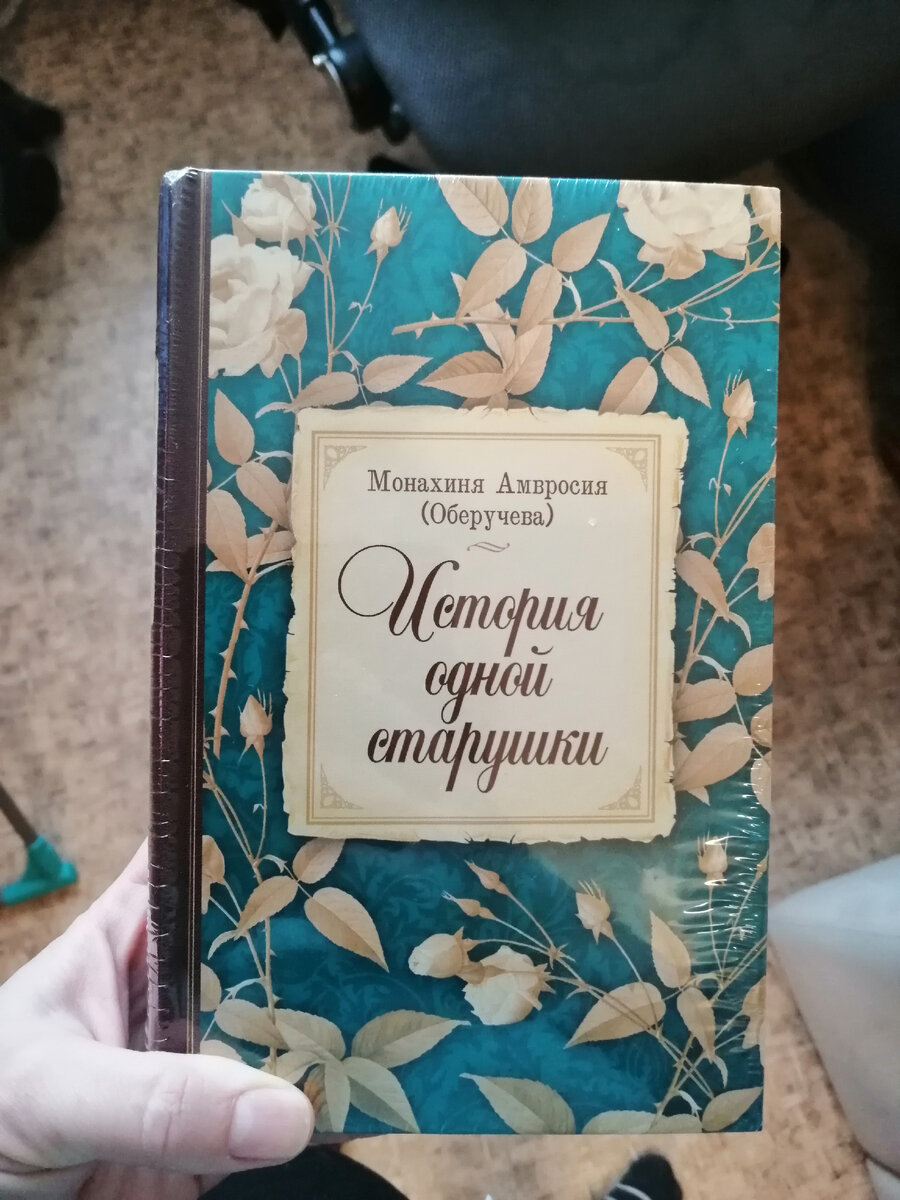 Монахиня Амвросия
(Оберучева)
История
одной
старушки